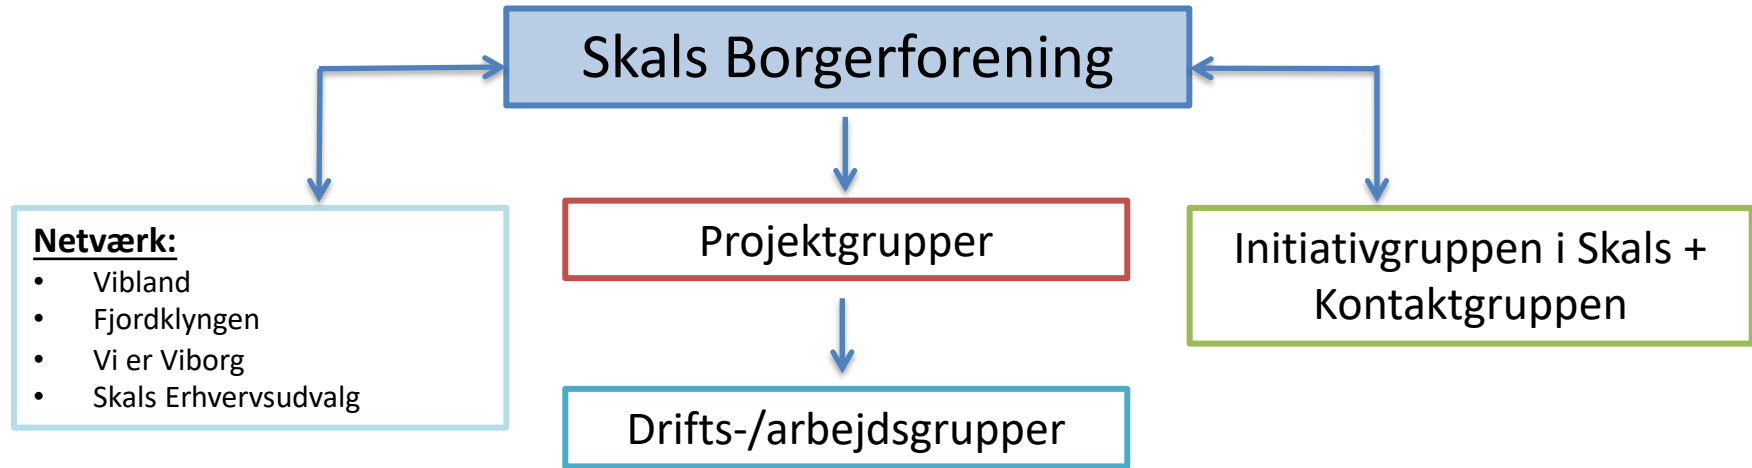 Skals Borgerforening
Netværk:
• Vibland
• Fjordklyngen
• Vi er Viborg
• Skals Erhvervsudvalg
Projektgrupper
Drifts-/arbejdsgrupper
Initiativgruppen i Skals +
Kontaktgruppen